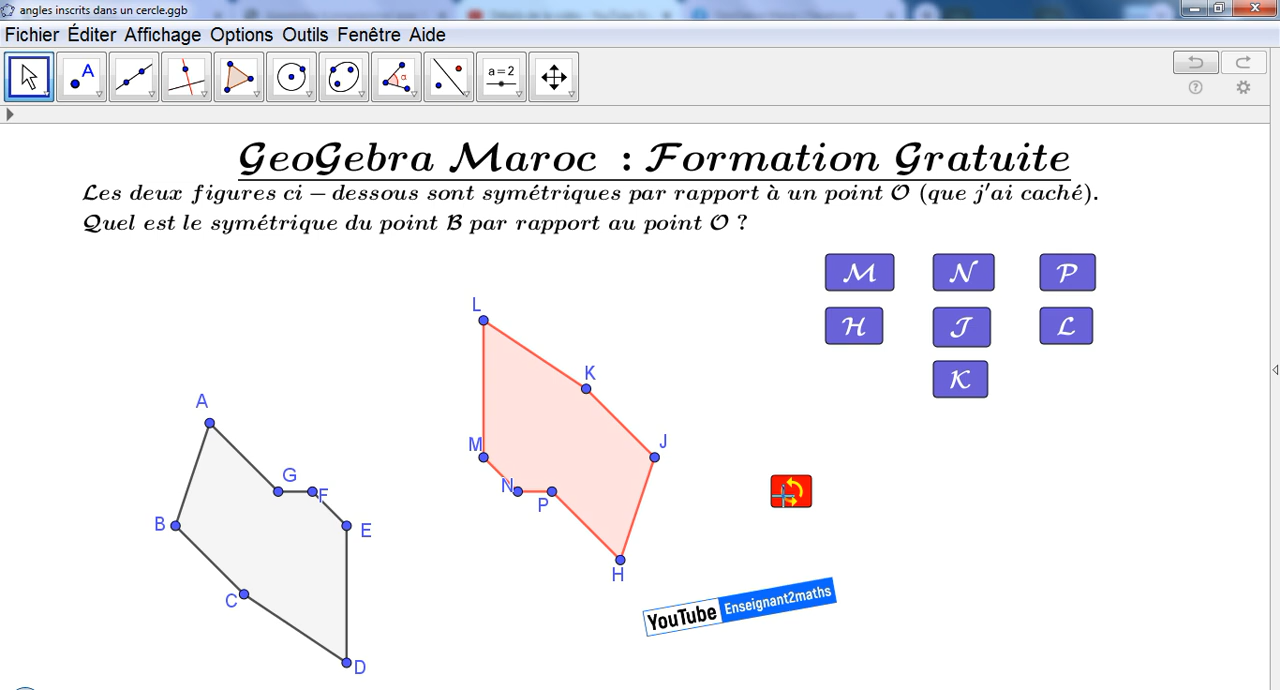 angles inscrits dans un cercle.ggb
Fichier Éditer Affichage Options Outils Fenêtre Aide
A
α
a=2
GeoGebra Maroc : Formation Gratuite
Les deux figures ci – dessous sont symétriques par rapport à un point O (que j'ai caché).
Quel est le symétrique du point B par rapport au point O ?
M N P
H J L
K
L
K
A
M
J
G
N
F
P
B
E
H
C
D
YouTube Enseignant2maths